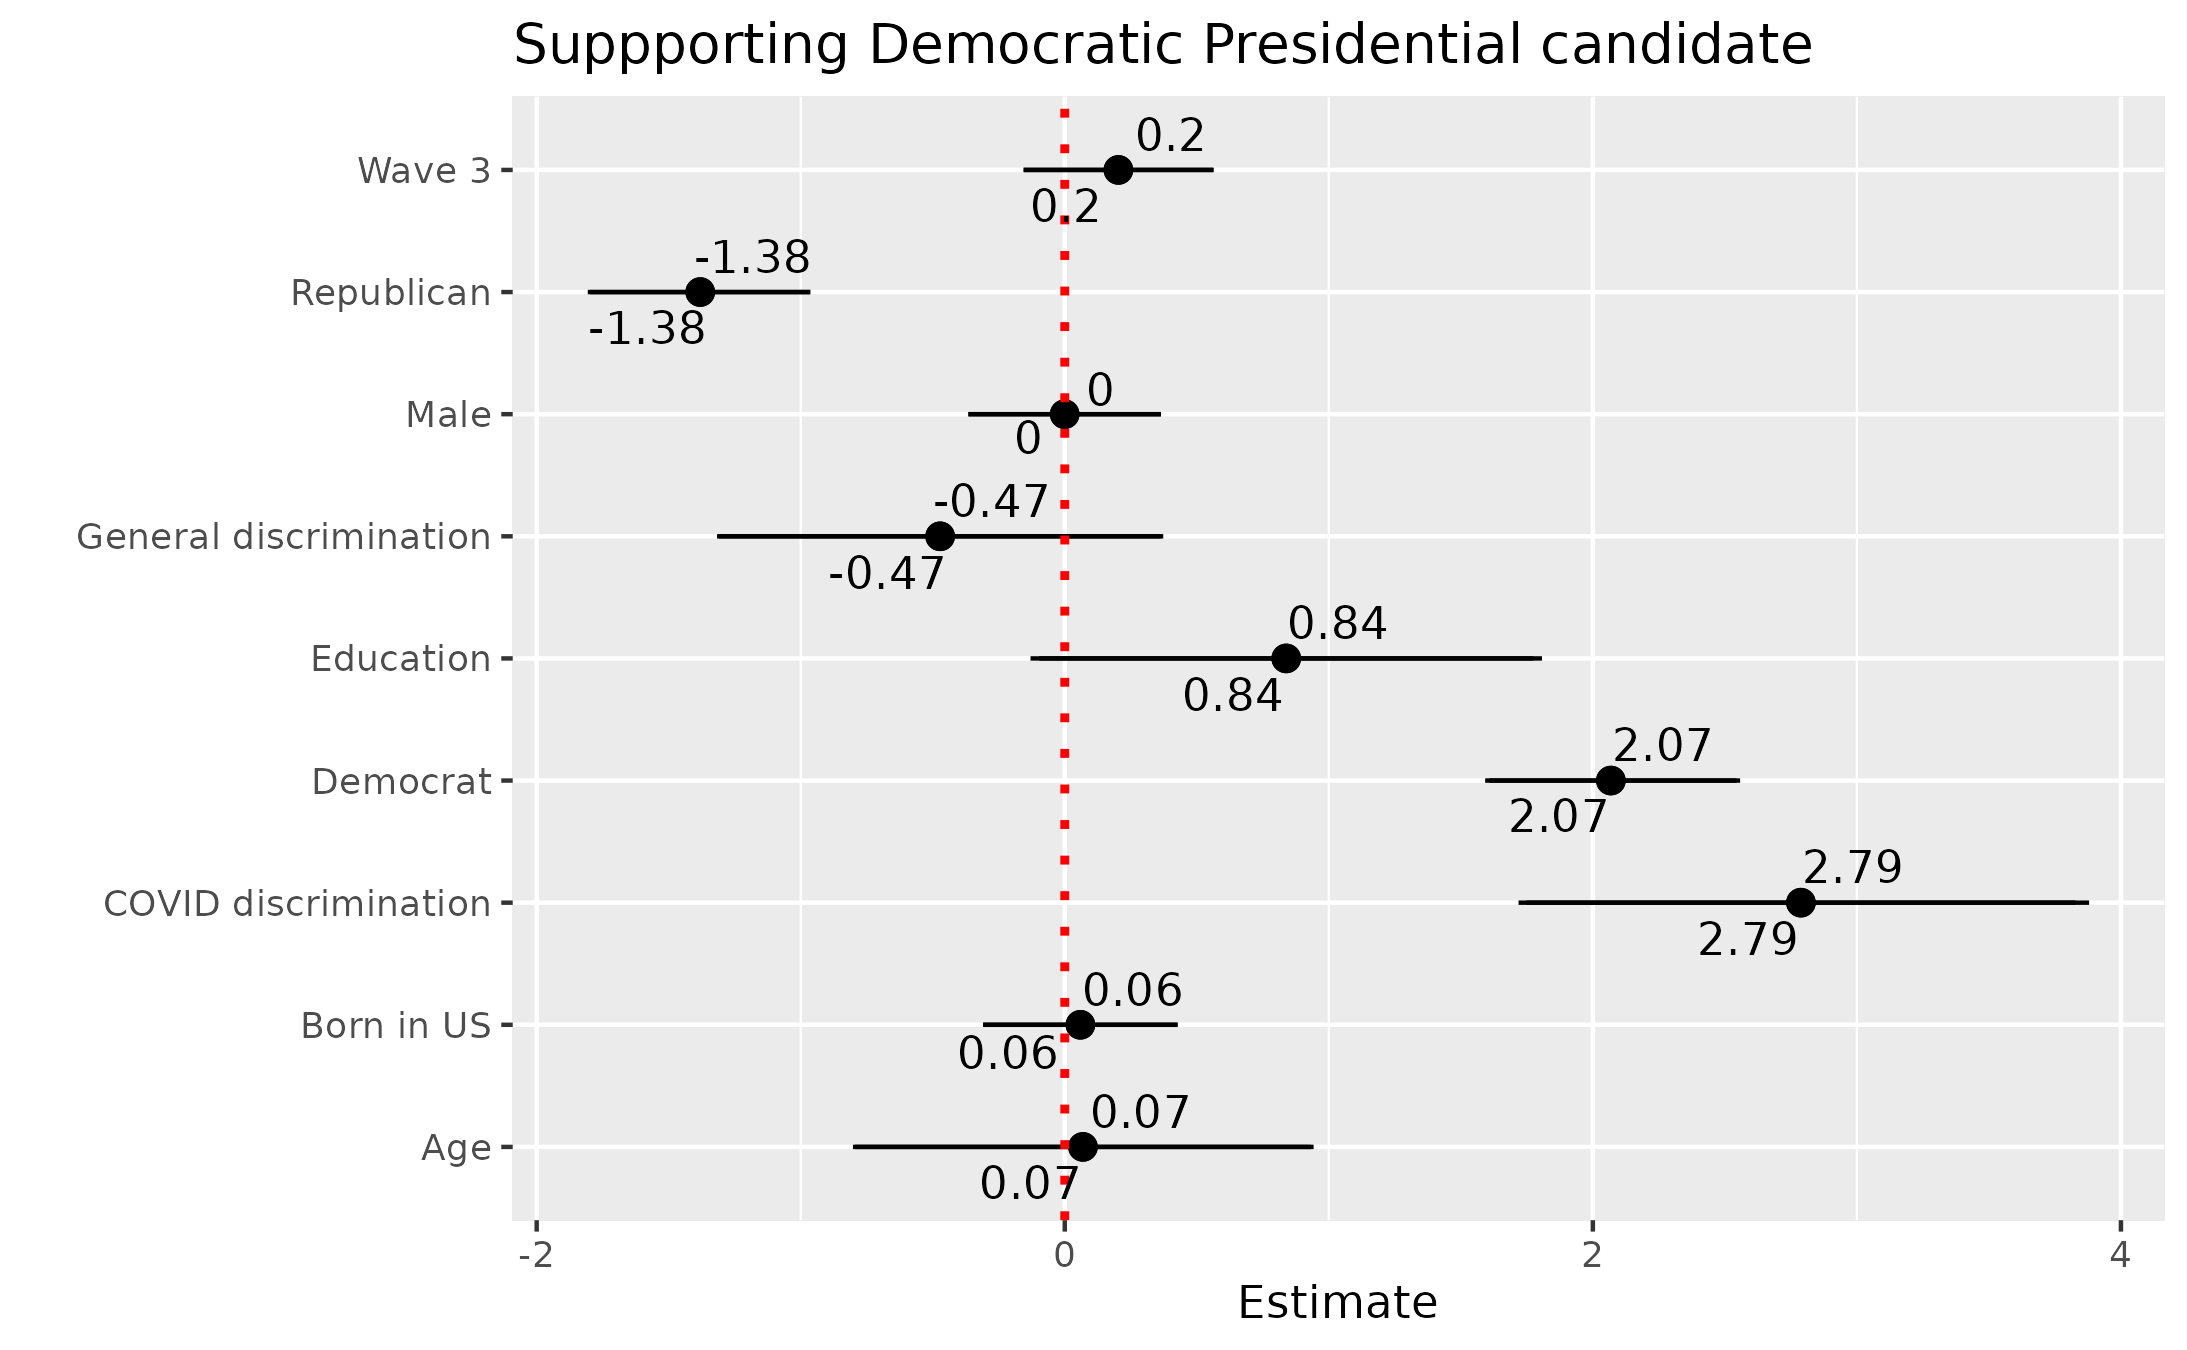 Suppporting Democratic Presidential candidate
Wave 3
0.2
0.2
Republican
-1.38
-1.38
Male
0
0
General discrimination
-0.47
-0.47
Education
0.84
0.84
Democrat
2.07
2.07
COVID discrimination
2.79
2.79
Born in US
0.06
0.06
Age
0.07
0.07
-2 0 2 4
Estimate